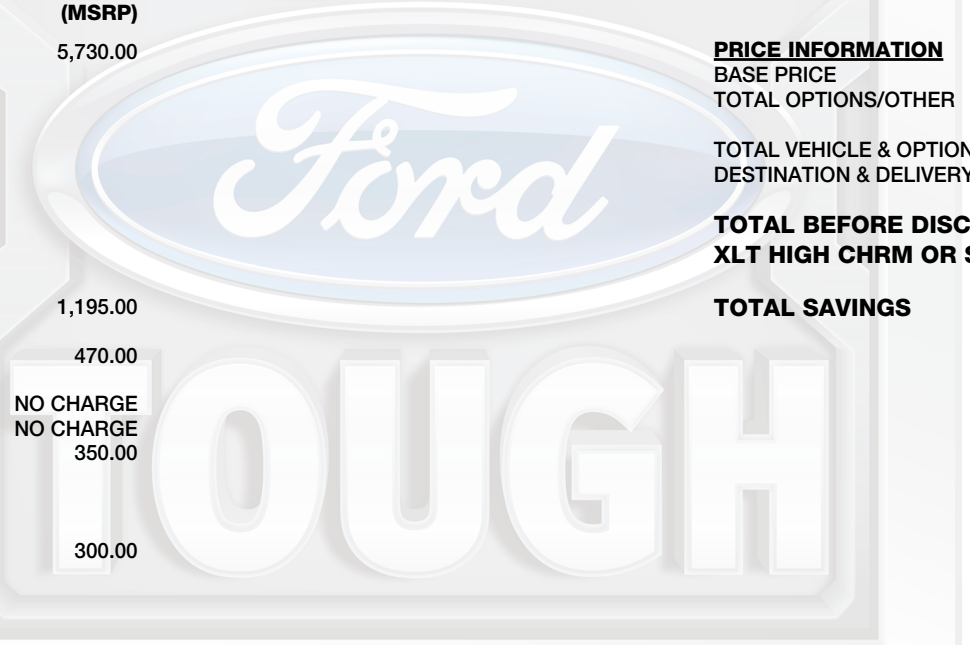 (MSRP)
5,730.00
1,195.00
470.00
NO CHARGE
NO CHARGE
350.00
300.00
PRICE INFORMATION
BASE PRICE
TOTAL OPTIONS/OTHER
TOTAL VEHICLE & OPTION
DESTINATION & DELIVERY
TOTAL BEFORE DISC
XLT HIGH CHRM OR S
TOTAL SAVINGS
Ford
TOUGH